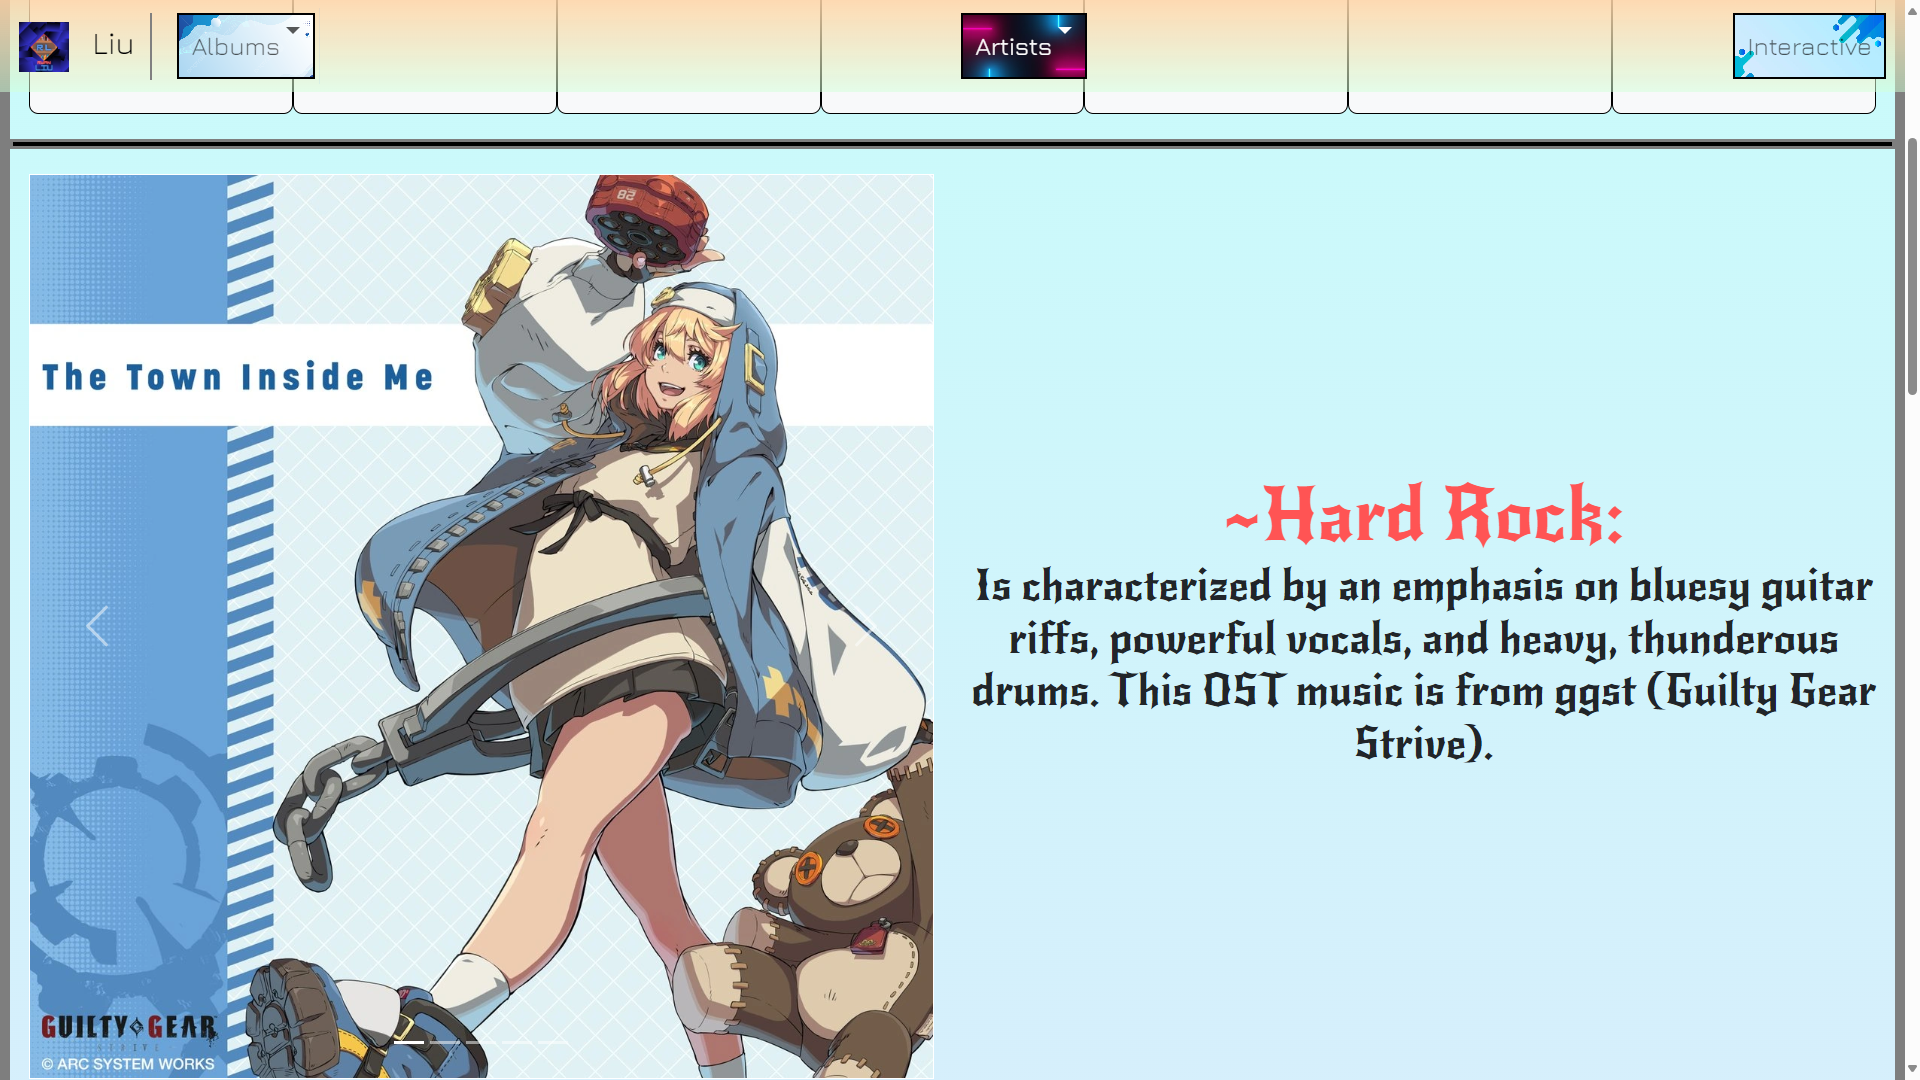 Liu
Albums
Artists
Interactive
The Town Inside Me
~Hard Rock:
Is characterized by an emphasis on bluesy guitar
riffs, powerful vocals, and heavy, thunderous
drums. This OST music is from ggst (Guilty Gear
Strive).
82
GUILTY GEAR
© ARC SYSTEM WORKS